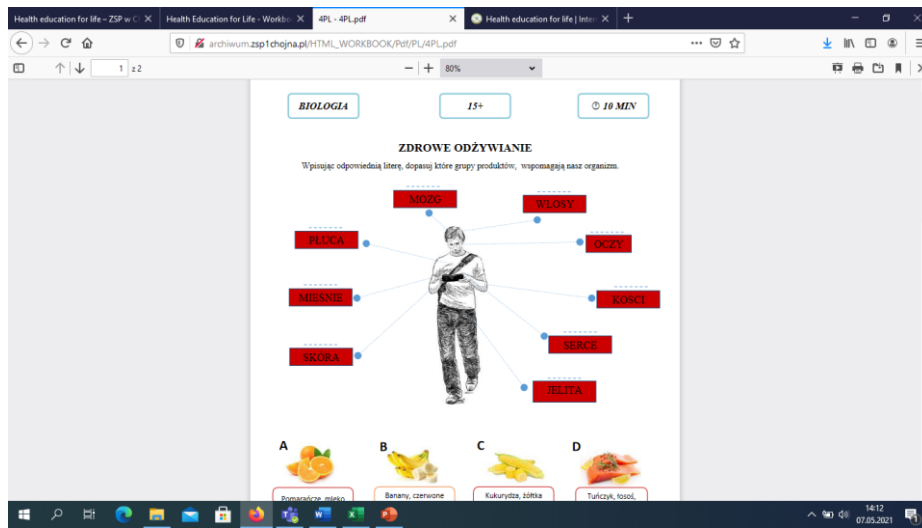 Health education for life – ZSP w C
Health Education for Life - Workbo
4PL - 4PL.pdf
Health education for life | Inter
archiwum.zsp1chojna.pl/HTML_WORKBOOK/Pdf/PL/4PL.pdf
1 z 2
80%
BIOLOGIA
15+
10 MIN
ZDROWE ODŻYWIANIE
Wpisując odpowiednią literę, dopasuj które grupy produktów, wspomagają nasz organizm.
MÓZG
WŁOSY
PŁUCA
OCZY
MIĘŚNIE
KOŚCI
SERCE
SKÓRA
JELITA
A
B
C
D
Pomarańcze, mleko
Banany, czerwone
Kukurydza, żółtka
Tuńczyk, łosoś,
14:12
07.05.2021